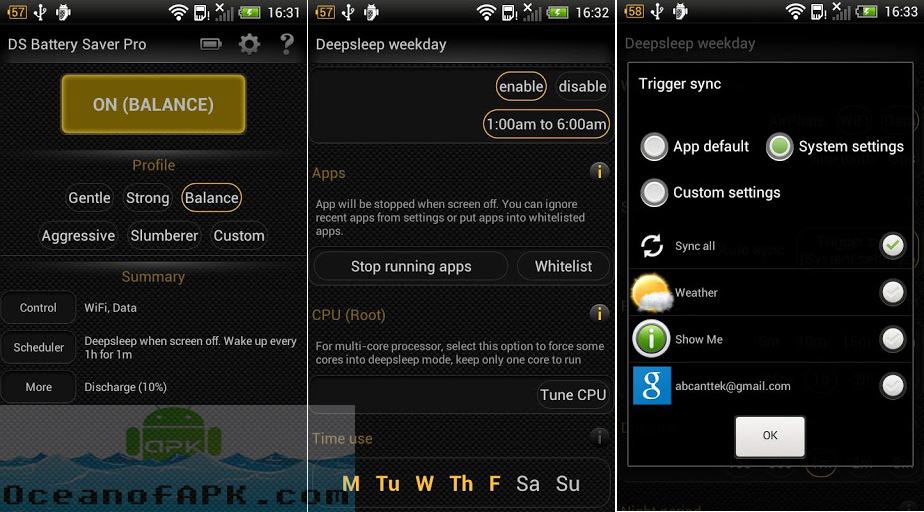 57 16:31
DS Battery Saver Pro ?
ON (BALANCE)
Profile
Gentle Strong Balance
Aggressive Slumberer Custom
Summary
Control WiFi, Data
Scheduler Deepsleep when screen off. Wake up every
1h for 1m
More Discharge (10%)
apk
OceanofAPK.com
57 16:32
Deepsleep weekday
enable disable
1:00am to 6:00am
Apps i
App will be stopped when screen off. You can ignore
recent apps from settings or put apps into whitelisted
apps.
Stop running apps Whitelist
CPU (Root) i
For multi-core processor, select this option to force some
cores into deepsleep mode, keep only one core to run
Tune CPU
Time use i
M Tu W Th F Sa Su
58 16:33
Deepsleep weekday
Trigger sync
App default System settings
Custom settings
Sync all
Weather
i Show Me
g abcanttek@gmail.com
OK
Night period